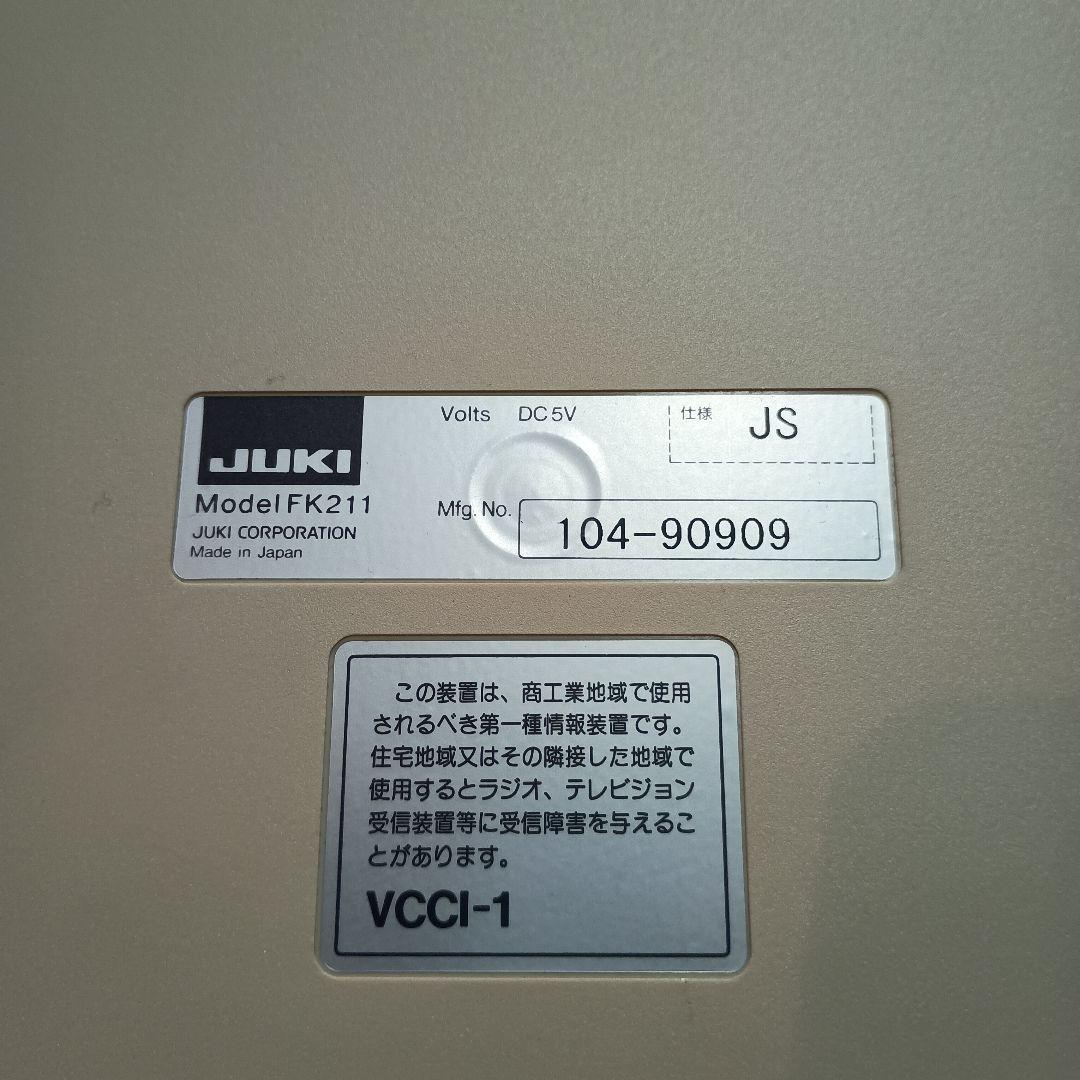 JUKI
Model FK211
JUKI CORPORATION
Made in Japan
Volts DC5V
仕様 JS
Mfg. No. 104-90909
この装置は、商工業地域で使用
されるべき第一種情報装置です。
住宅地域又はその隣接した地域で
使用するとラジオ、テレビジョン
受信装置等に受信障害を与えるこ
とがあります。
VCCI-1